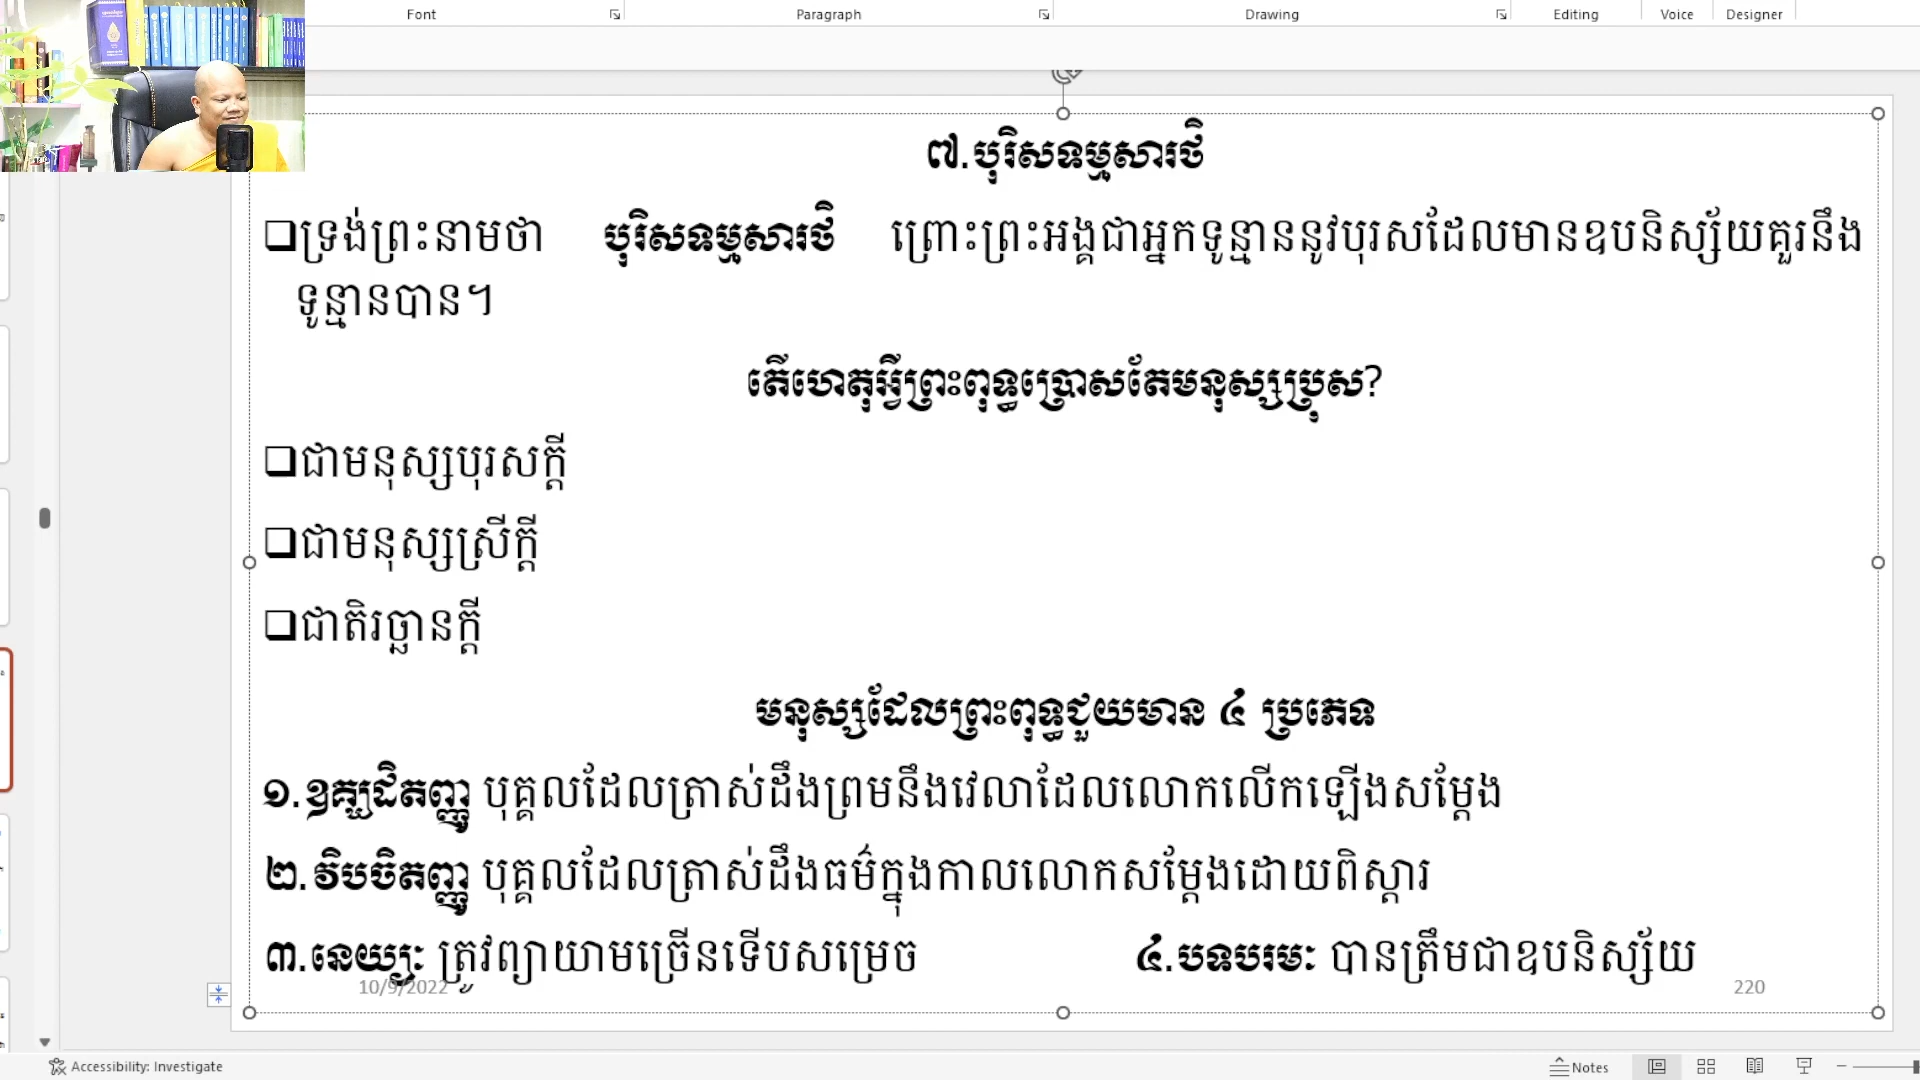 Font
Paragraph
Drawing
Editing
Voice
Designer
៧.បុរិសទម្មសារថិ
❑ទ្រង់ព្រះនាមថា បុរិសទម្មសារថិ ព្រោះព្រះអង្គជាអ្នកទូន្មាននូវបុរសដែលមានឧបនិស្ស័យគួរនឹង
ទូន្មានបាន។
តើហេតុអ្វីព្រះពុទ្ធប្រោសតែមនុស្សប្រុស?
❑ជាមនុស្សបុរសក្តី
❑ជាមនុស្សស្រីក្តី
❑ជាតិរច្ឆានក្តី
មនុស្សដែលព្រះពុទ្ធជួយមាន ៤ ប្រភេទ
១.ឧគ្ឃដិតញ្ញូ បុគ្គលដែលត្រាស់ដឹងព្រមនឹងវេលាដែលលោកលើកឡើងសម្តែង
២.វិបចិតញ្ញូ បុគ្គលដែលត្រាស់ដឹងធម៌ក្នុងកាលលោកសម្តែងដោយពិស្តារ
៣.នេយ្យៈ ត្រូវព្យាយាមច្រើនទើបសម្រេច ៤.បទបរមៈ បានត្រឹមជាឧបនិស្ស័យ
10/9/2022
220
Accessibility: Investigate
Notes